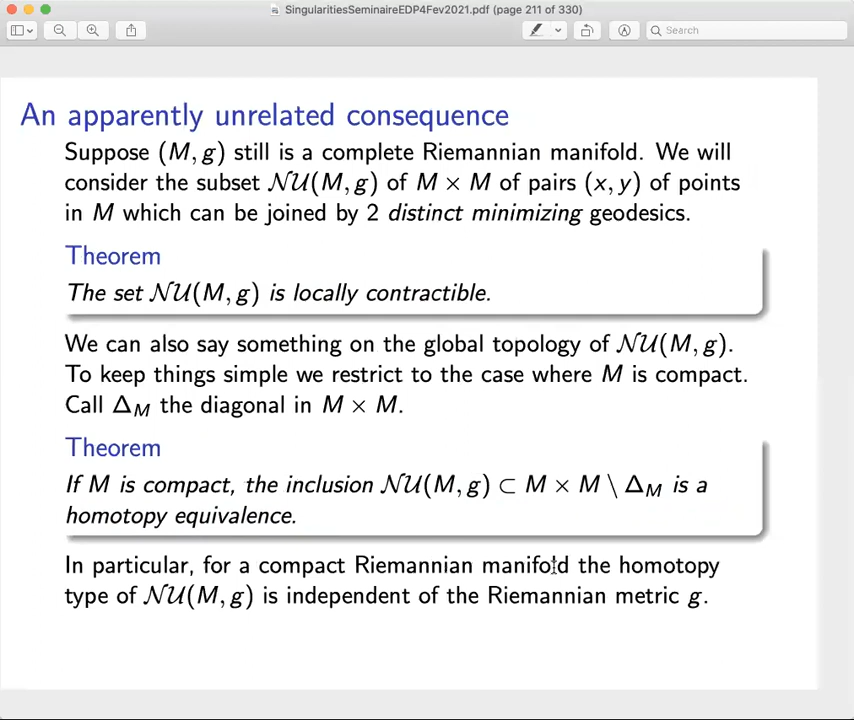 SingularitiesSeminaireEDP4Fev2021.pdf (page 211 of 330)
Search
An apparently unrelated consequence
Suppose (M, g) still is a complete Riemannian manifold. We will
consider the subset 𝒩𝒰(M, g) of M × M of pairs (x, y) of points
in M which can be joined by 2 distinct minimizing geodesics.
Theorem
The set 𝒩𝒰(M, g) is locally contractible.
We can also say something on the global topology of 𝒩𝒰(M, g).
To keep things simple we restrict to the case where M is compact.
Call Δ_M the diagonal in M × M.
Theorem
If M is compact, the inclusion 𝒩𝒰(M, g) ⊂ M × M \ Δ_M is a
homotopy equivalence.
In particular, for a compact Riemannian manifold the homotopy
type of 𝒩𝒰(M, g) is independent of the Riemannian metric g.